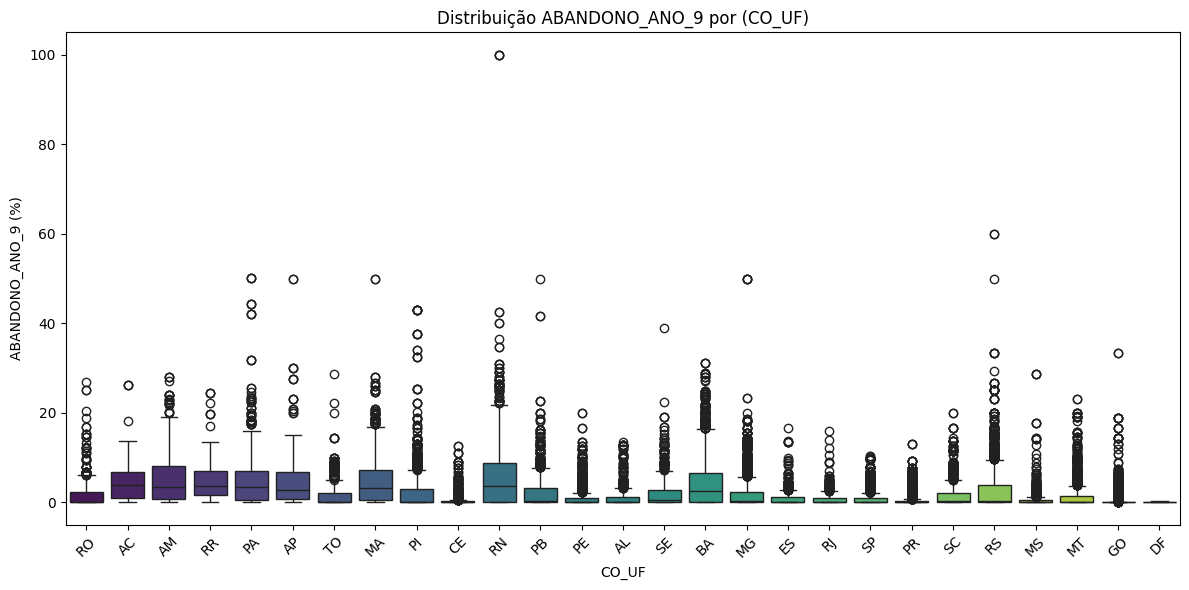 Distribuição ABANDONO_ANO_9 por (CO_UF)
ABANDONO_ANO_9 (%)
100
80
60
40
20
0
RO AC AM RR PA AP TO MA PI CE RN PB PE AL SE BA MG ES RJ SP PR SC RS MS MT GO DF
CO_UF